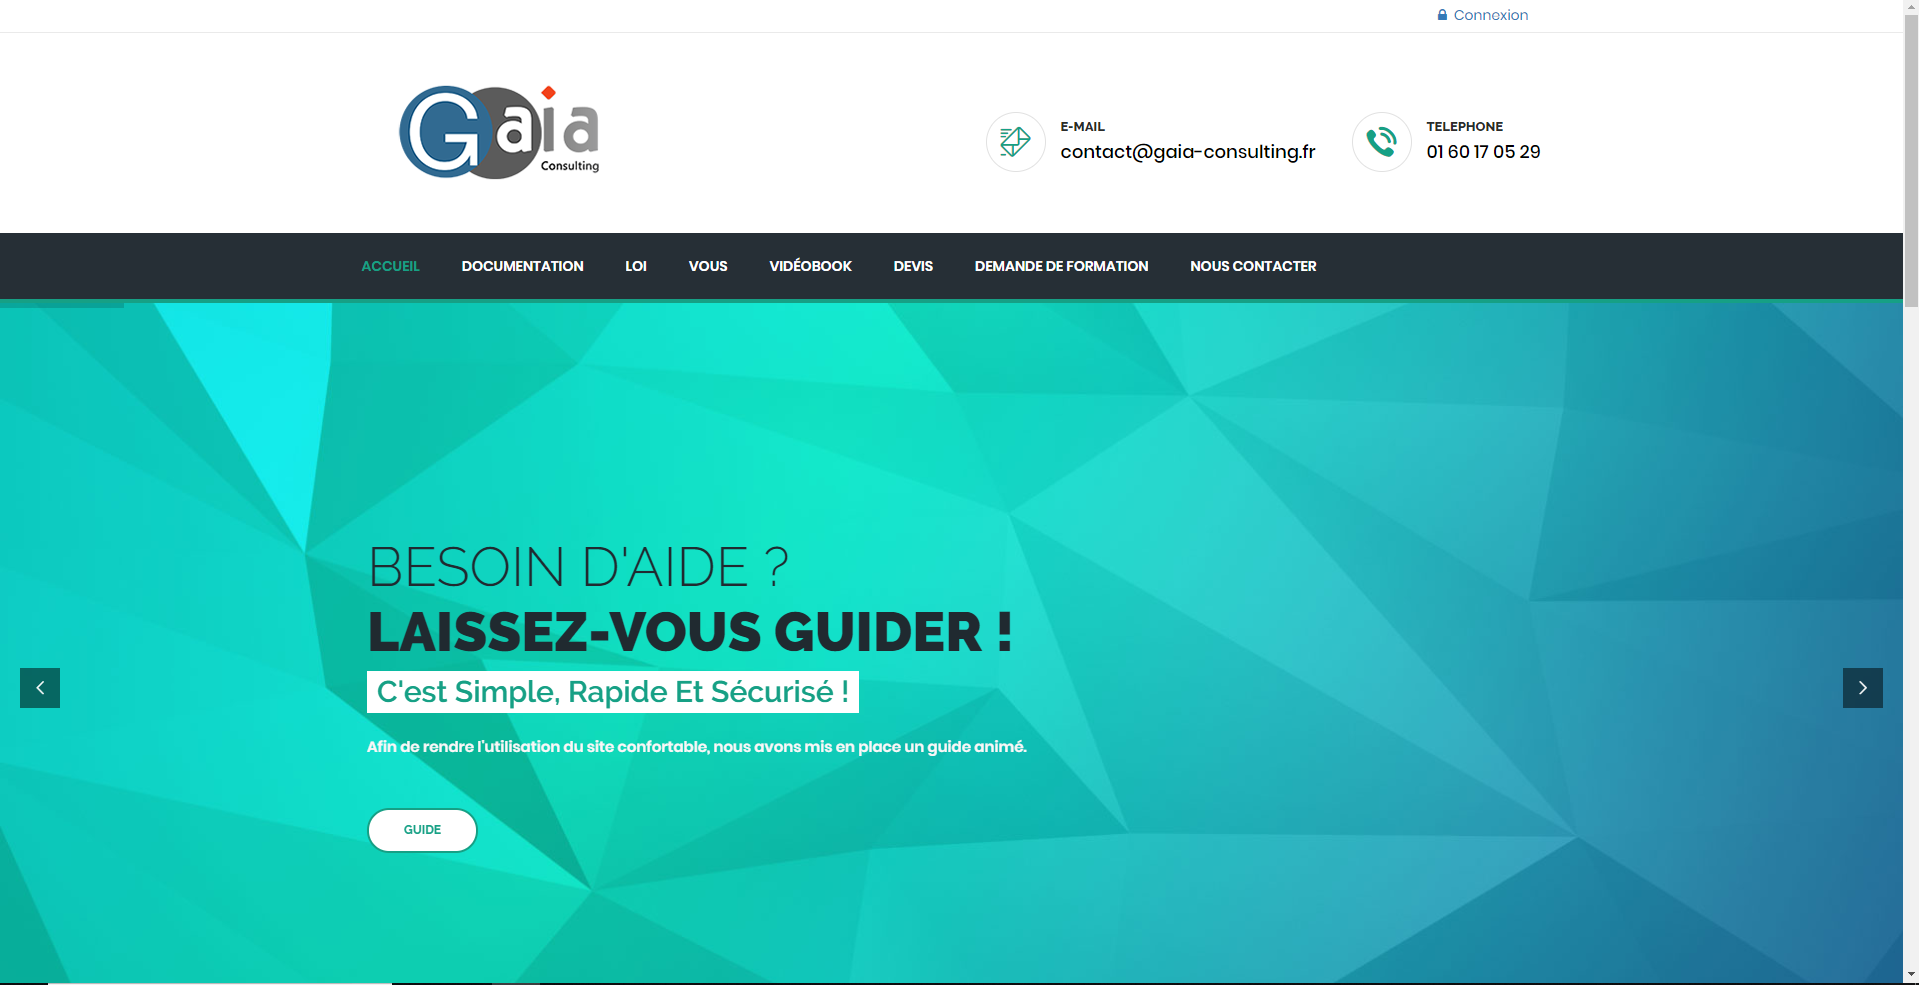 Connexion
Gaia
Consulting
E-MAIL
contact@gaia-consulting.fr
TELEPHONE
01 60 17 05 29
ACCUEIL DOCUMENTATION LOI VOUS VIDÉOBOOK DEVIS DEMANDE DE FORMATION NOUS CONTACTER
BESOIN D'AIDE ?
LAISSEZ-VOUS GUIDER !
C'est Simple, Rapide Et Sécurisé !
Afin de rendre l'utilisation du site confortable, nous avons mis en place un guide animé.
GUIDE